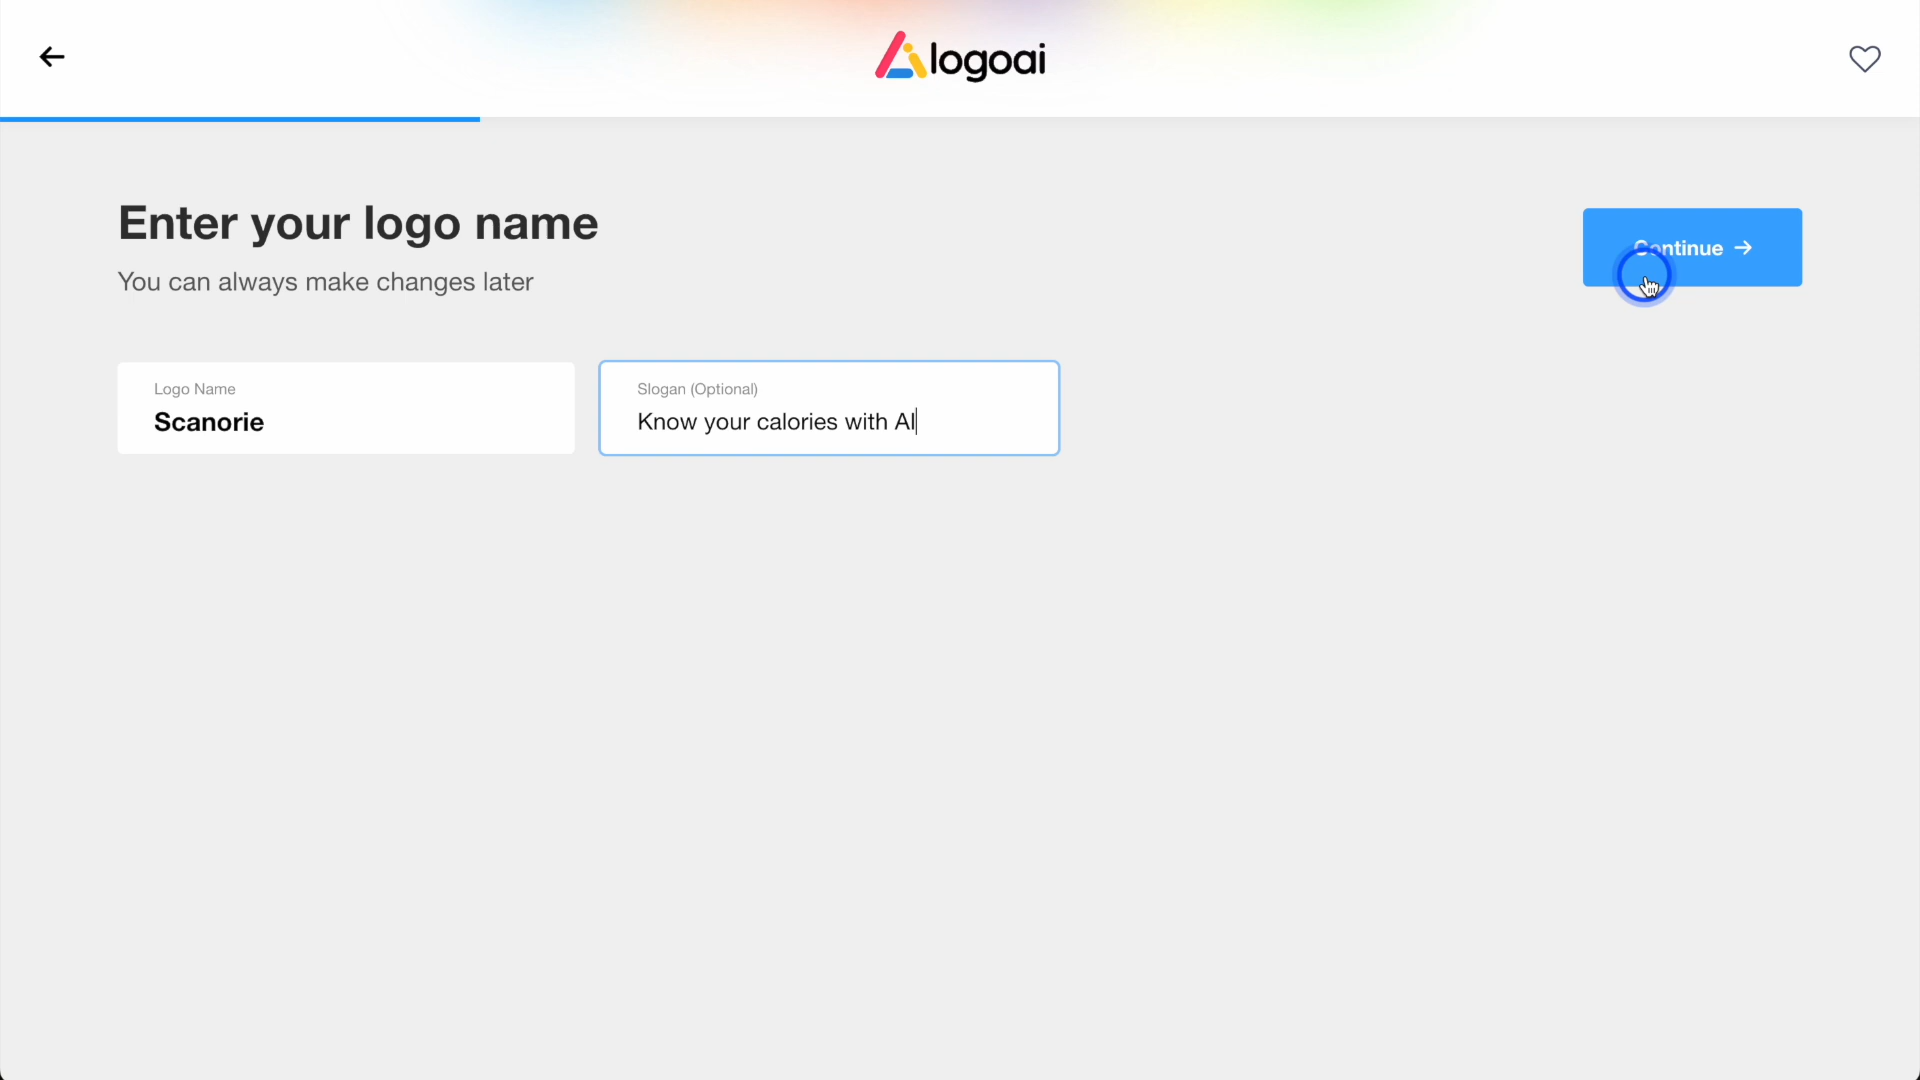 logoai
Enter your logo name
You can always make changes later
Continue →
Logo Name
Scanorie
Slogan (Optional)
Know your calories with AI